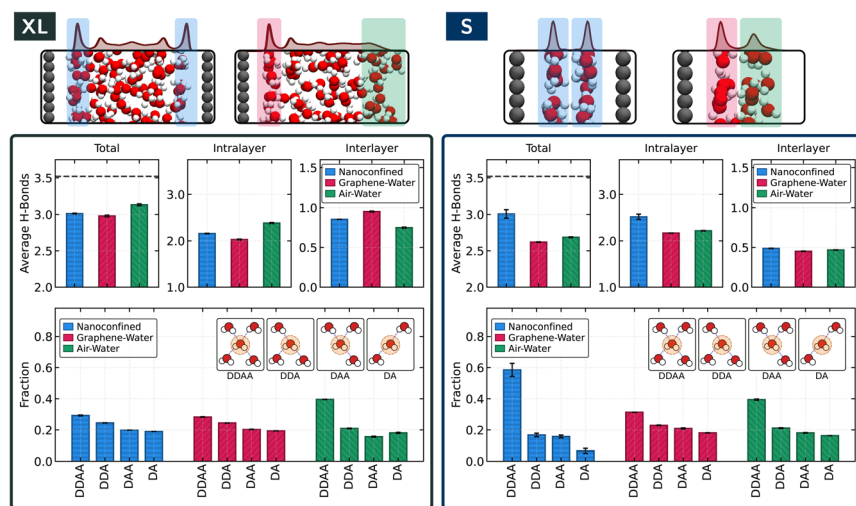 XL
S
Total
Intralayer
Interlayer
Average H-Bonds
3.5
3.0
2.5
2.0
3.0
2.0
1.0
1.5
1.0
0.5
0.0
Nanoconfined
Graphene-Water
Air-Water
Fraction
0.8
0.6
0.4
0.2
0.0
Nanoconfined
Graphene-Water
Air-Water
DDAA
DDA
DAA
DA
DDAA
DDA
DAA
DA
DDAA
DDA
DAA
DA
DDAA
DDA
DAA
DA
Total
Intralayer
Interlayer
Average H-Bonds
3.5
3.0
2.5
2.0
3.0
2.0
1.0
1.5
1.0
0.5
0.0
Nanoconfined
Graphene-Water
Air-Water
Fraction
0.8
0.6
0.4
0.2
0.0
Nanoconfined
Graphene-Water
Air-Water
DDAA
DDA
DAA
DA
DDAA
DDA
DAA
DA
DDAA
DDA
DAA
DA
DDAA
DDA
DAA
DA